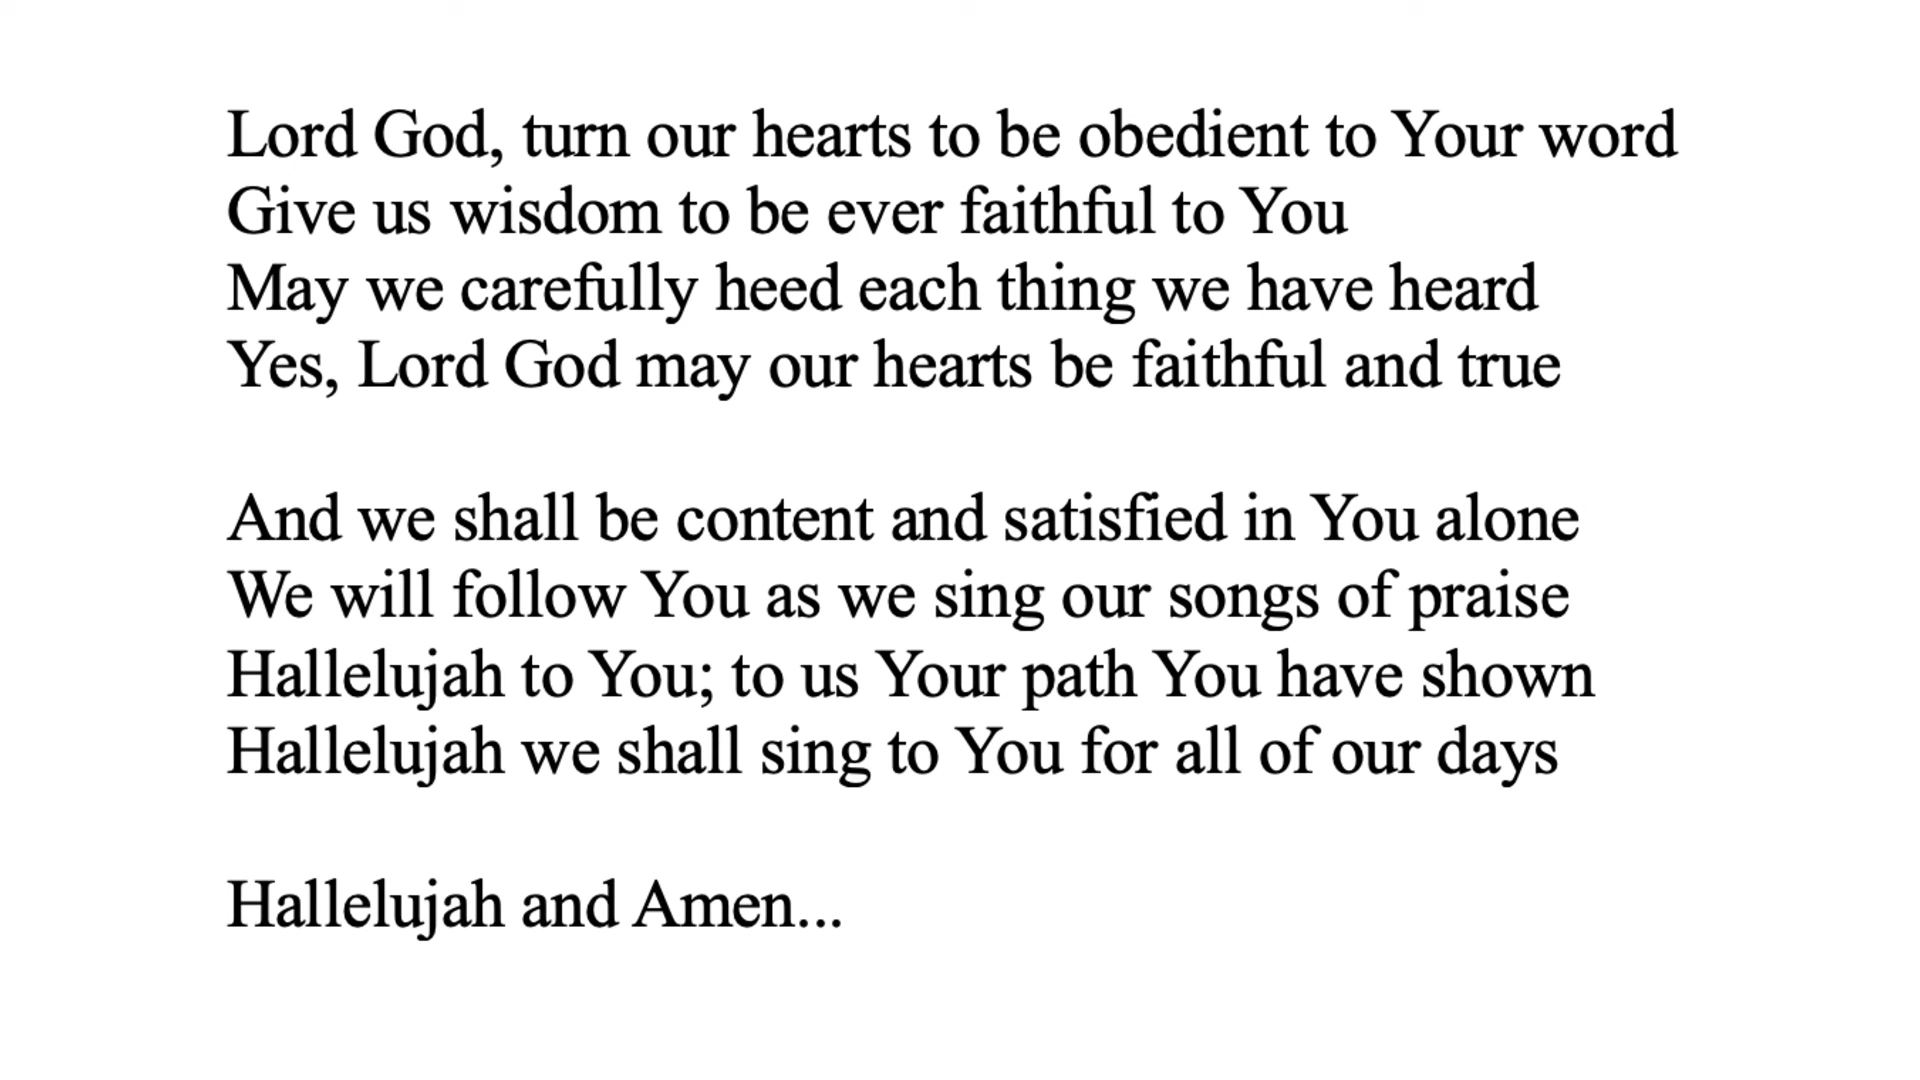 Lord God, turn our hearts to be obedient to Your word
Give us wisdom to be ever faithful to You
May we carefully heed each thing we have heard
Yes, Lord God may our hearts be faithful and true

And we shall be content and satisfied in You alone
We will follow You as we sing our songs of praise
Hallelujah to You; to us Your path You have shown
Hallelujah we shall sing to You for all of our days

Hallelujah and Amen...